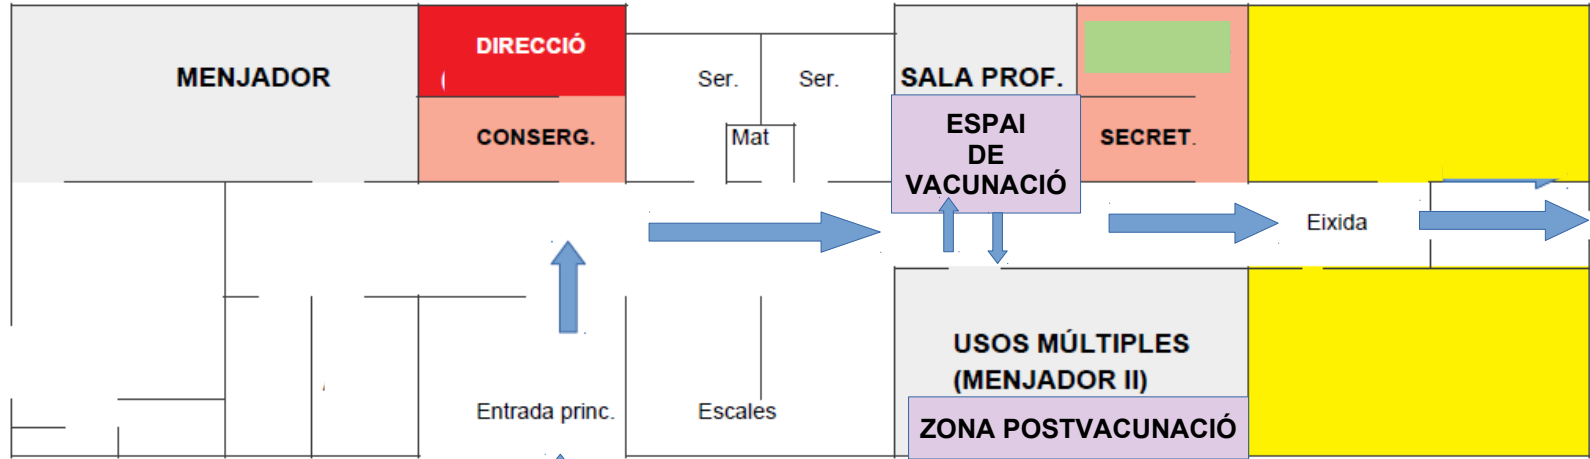 MENJADOR
DIRECCIÓ
(
CONSERG.
Ser.
Ser.
Mat
SALA PROF.
ESPAI
DE
VACUNACIÓ
SECRET.
Eixida
Entrada princ.
Escales
USOS MÚLTIPLES
(MENJADOR II)
ZONA POSTVACUNACIÓ